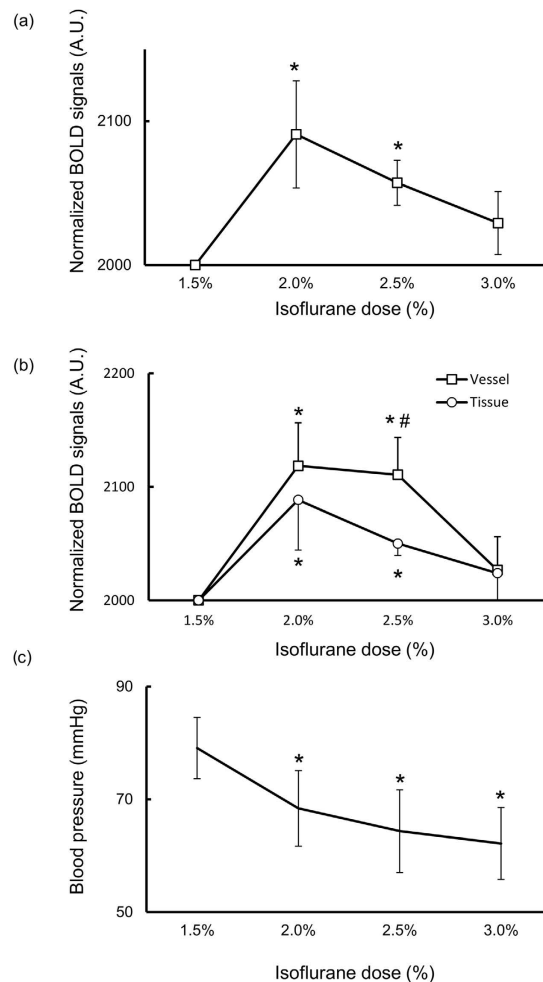 (a)
Normalized BOLD signals (A.U.)
2100
2000
*
*
1.5% 2.0% 2.5% 3.0%
Isoflurane dose (%)
(b)
Normalized BOLD signals (A.U.)
2200
2100
2000
Vessel
Tissue
*
* #
*
*
1.5% 2.0% 2.5% 3.0%
Isoflurane dose (%)
(c)
Blood pressure (mmHg)
90
70
50
*
*
*
1.5% 2.0% 2.5% 3.0%
Isoflurane dose (%)